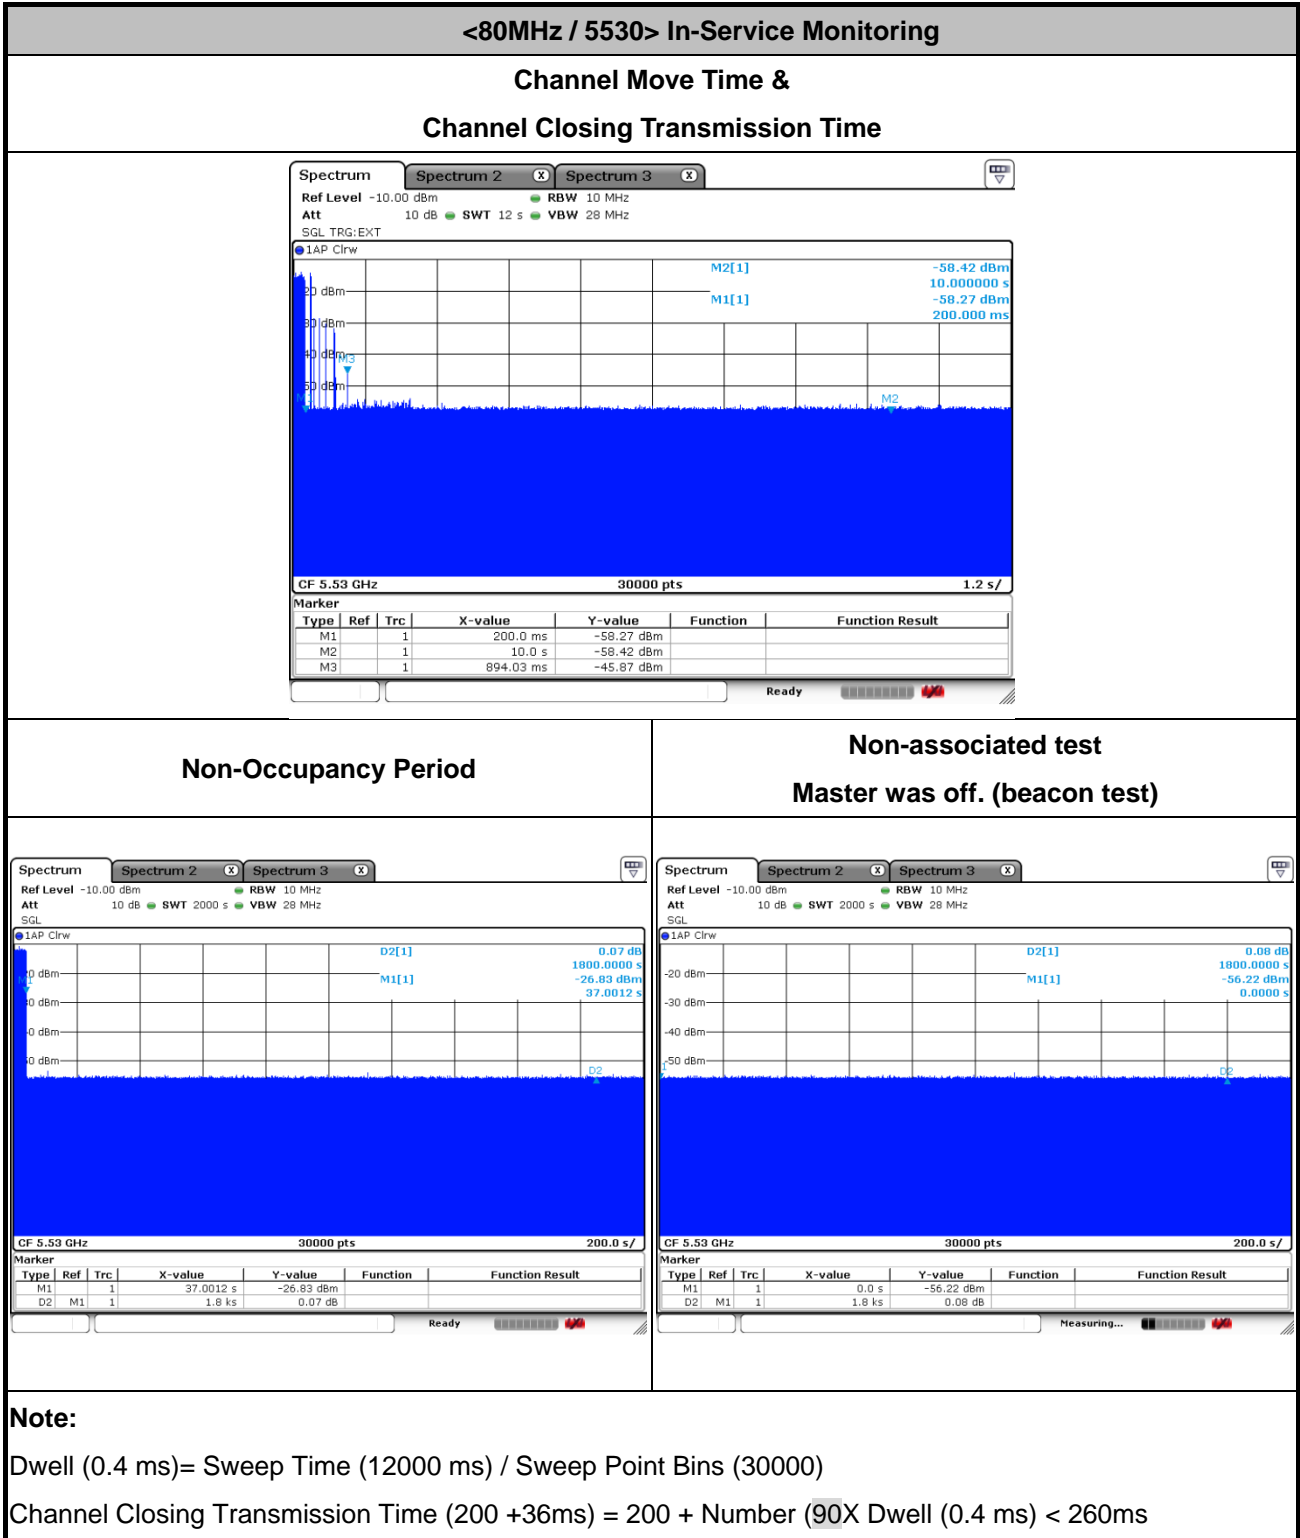 <80MHz / 5530> In-Service Monitoring
Channel Move Time &
Channel Closing Transmission Time
Spectrum Spectrum 2 X Spectrum 3 X
Ref Level -10.00 dBm RBW 10 MHz
Att 10 dB SWT 12 s VBW 28 MHz
SGL TRG:EXT
1AP Clrw
M2[1] -58.42 dBm
10.000000 s
M1[1] -58.27 dBm
200.000 ms
dBm
dBm
dBm
M3
dBm
M2
CF 5.53 GHz 30000 pts 1.2 s/
Marker
Type Ref Trc X-value Y-value Function Function Result
M1 1 200.0 ms -58.27 dBm
M2 1 10.0 s -58.42 dBm
M3 1 894.03 ms -45.87 dBm
Ready
Non-Occupancy Period
Non-associated test
Master was off. (beacon test)
Spectrum Spectrum 2 X Spectrum 3 X
Ref Level -10.00 dBm RBW 10 MHz
Att 10 dB SWT 2000 s VBW 28 MHz
SGL
1AP Clrw
D2[1] 0.07 dB
1800.0000 s
M1[1] -26.83 dBm
37.0012 s
dBm
M1
dBm
dBm
dBm
D2
CF 5.53 GHz 30000 pts 200.0 s/
Marker
Type Ref Trc X-value Y-value Function Function Result
M1 1 37.0012 s -26.83 dBm
D2 M1 1 1.8 ks 0.07 dB
Ready
Spectrum Spectrum 2 X Spectrum 3 X
Ref Level -10.00 dBm RBW 10 MHz
Att 10 dB SWT 2000 s VBW 28 MHz
SGL
1AP Clrw
D2[1] 0.08 dB
1800.0000 s
M1[1] -56.22 dBm
0.0000 s
-20 dBm
-30 dBm
-40 dBm
-50 dBm
D2
CF 5.53 GHz 30000 pts 200.0 s/
Marker
Type Ref Trc X-value Y-value Function Function Result
M1 1 0.0 s -56.22 dBm
D2 M1 1 1.8 ks 0.08 dB
Measuring...
Note:
Dwell (0.4 ms)= Sweep Time (12000 ms) / Sweep Point Bins (30000)
Channel Closing Transmission Time (200 +36ms) = 200 + Number (90X Dwell (0.4 ms) < 260ms